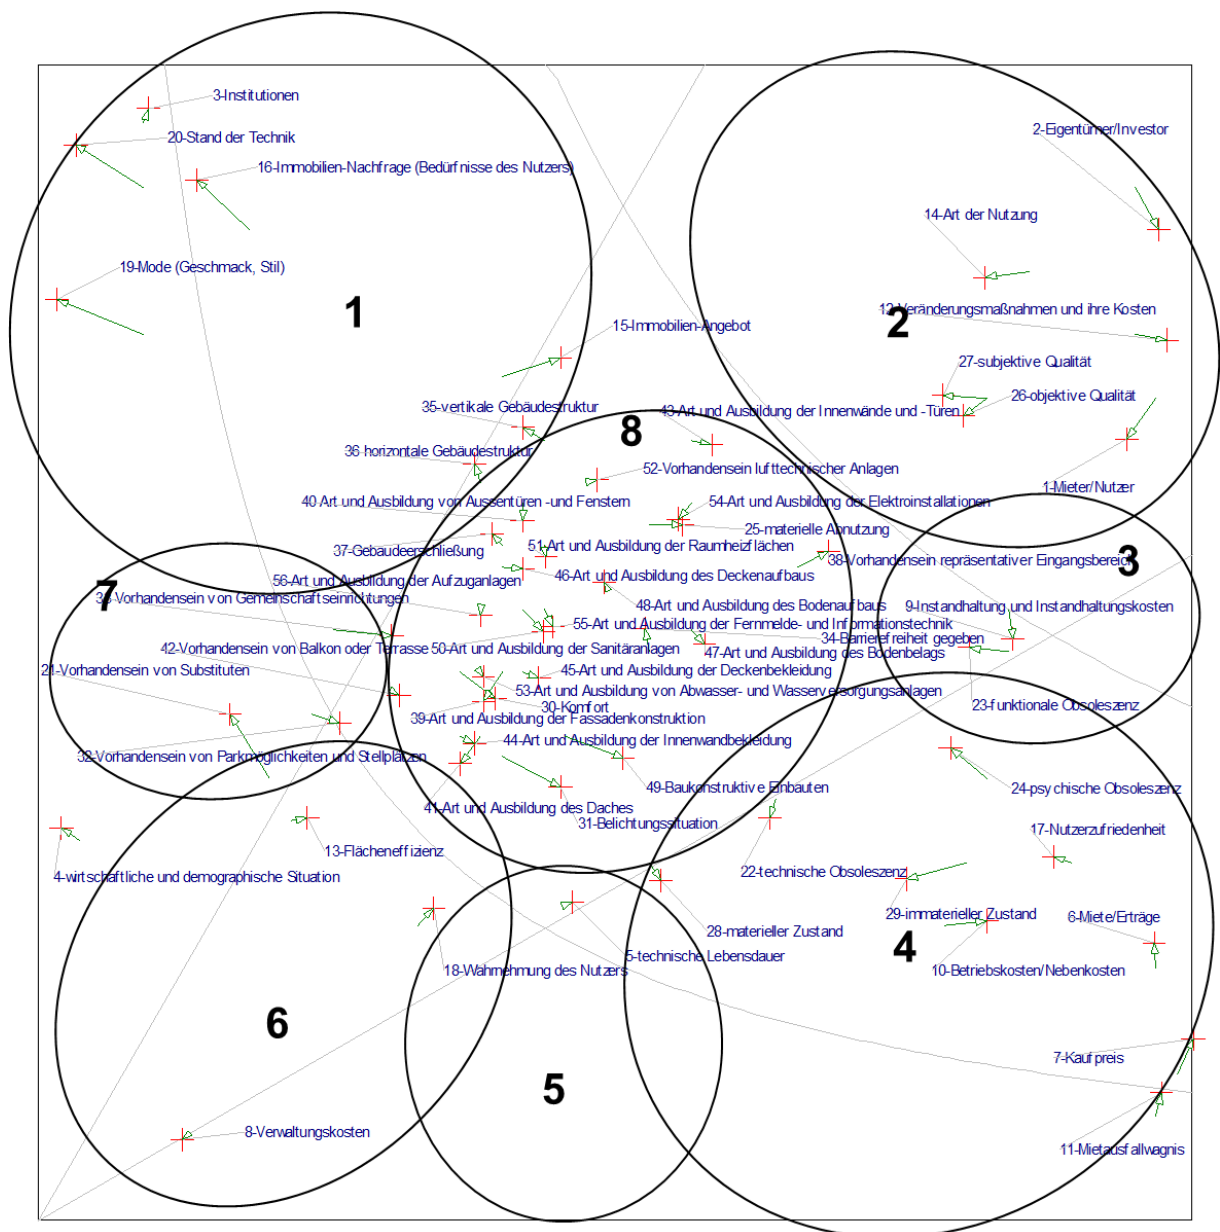 3-Institutionen
2-Eigentümer/Investor
20-Stand der Technik
16-Immobilien-Nachfrage (Bedürfnisse des Nutzers)
14-Art der Nutzung
19-Mode (Geschmack, Stil)
1
12-Veränderungsmaßnahmen und ihre Kosten
2
15-Immobilien-Angebot
27-subjektive Qualität
26-objektive Qualität
35-vertikale Gebäudestruktur
43-Art und Ausbildung der Innenwände und -Türen
8
36 horizontale Gebäudestruktur
52-Vorhandensein lufttechnischer Anlagen
1-Mieter/Nutzer
40-Art und Ausbildung von Aussentüren -und Fenstern
54-Art und Ausbildung der Elektroinstallationen
25-materielle Abnutzung
37-Gebäudeerschließung
51-Art und Ausbildung der Raumheizflächen
38-Vorhandensein repräsentativer Eingangsbereich
3
56-Art und Ausbildung der Aufzuganlagen
46-Art und Ausbildung des Deckenaufbaus
7
33-Vorhandensein von Gemeinschaftseinrichtungen
48-Art und Ausbildung des Bodenaufbaus
9-Instandhaltung und Instandhaltungskosten
55-Art und Ausbildung der Fernmelde- und Informationstechnik
34-Barrierefreiheit gegeben
42-Vorhandensein von Balkon oder Terrasse
50-Art und Ausbildung der Sanitäranlagen
47-Art und Ausbildung des Bodenbelags
21-Vorhandensein von Substituten
45-Art und Ausbildung der Deckenbekleidung
53-Art und Ausbildung von Abwasser- und Wasserversorgungsanlagen
30-Komfort
23-funktionale Obsoleszenz
39-Art und Ausbildung der Fassadenkonstruktion
44-Art und Ausbildung der Innenwandbekleidung
32-Vorhandensein von Parkmöglichkeiten und Stellplätzen
49-Baukonstruktive Einbauten
24-psychische Obsoleszenz
41-Art und Ausbildung des Daches
31-Belichtungssituation
17-Nutzerzufriedenheit
13-Flächeneffizienz
22-technische Obsoleszenz
4-wirtschaftliche und demographische Situation
29-immaterieller Zustand
6-Miete/Erträge
28-materieller Zustand
4
5-technische Lebensdauer
18-Wahrnehmung des Nutzers
10-Betriebskosten/Nebenkosten
6
7-Kaufpreis
5
8-Verwaltungskosten
11-Mietausfallwagnis